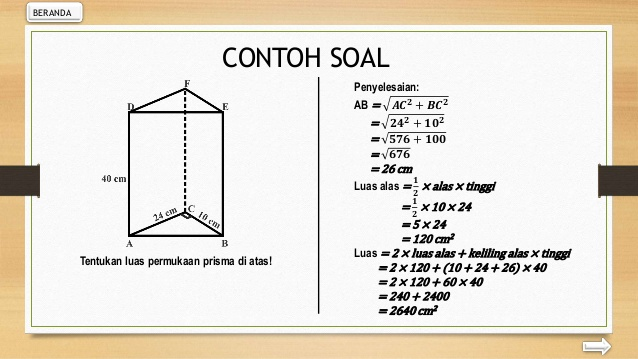 BERANDA
CONTOH SOAL
F
D
E
40 cm
24 cm
C
10 cm
A
B
Tentukan luas permukaan prisma di atas!
Penyelesaian:
AB = √(AC² + BC²)
= √(24² + 10²)
= √(576 + 100)
= √676
= 26 cm
Luas alas = 1/2 × alas × tinggi
= 1/2 × 10 × 24
= 5 × 24
= 120 cm²
Luas = 2 × luas alas + keliling alas × tinggi
= 2 × 120 + (10 + 24 + 26) × 40
= 2 × 120 + 60 × 40
= 240 + 2400
= 2640 cm²